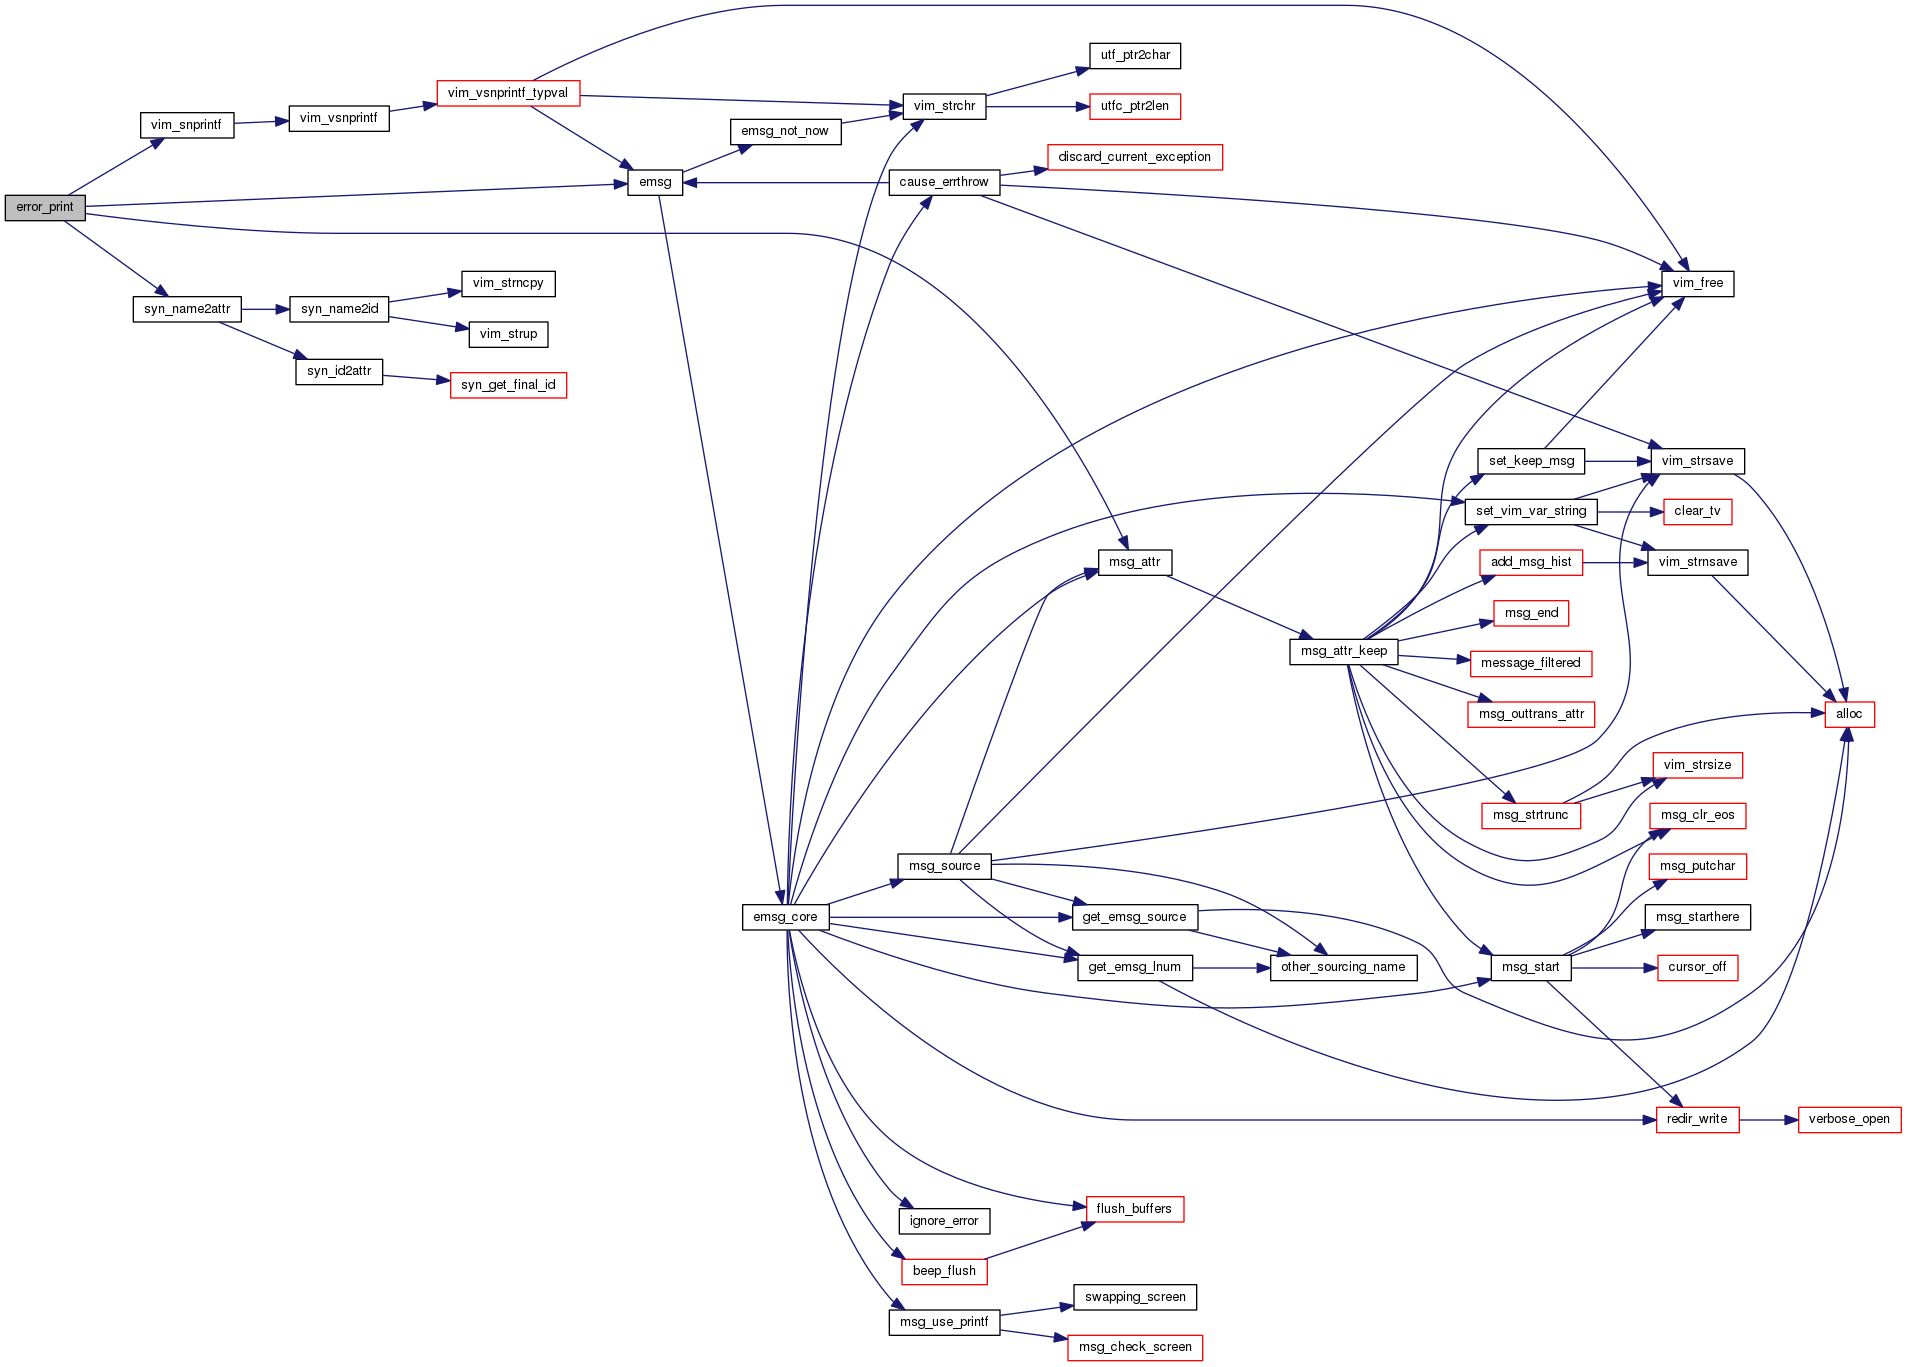 utf_ptr2char
vim_vsnprintf_typval
vim_strchr
utfc_ptr2len
vim_vsnprintf
vim_snprintf
emsg_not_now
discard_current_exception
emsg
cause_errthrow
error_print
vim_strncpy
vim_free
syn_name2attr
syn_name2id
vim_strup
syn_id2attr
syn_get_final_id
set_keep_msg
vim_strsave
set_vim_var_string
clear_tv
msg_attr
add_msg_hist
vim_strnsave
msg_end
msg_attr_keep
message_filtered
msg_outtrans_attr
alloc
vim_strsize
msg_strtrunc
msg_clr_eos
msg_source
msg_putchar
emsg_core
get_emsg_source
msg_starthere
get_emsg_lnum
other_sourcing_name
msg_start
cursor_off
redir_write
verbose_open
flush_buffers
ignore_error
beep_flush
swapping_screen
msg_use_printf
msg_check_screen